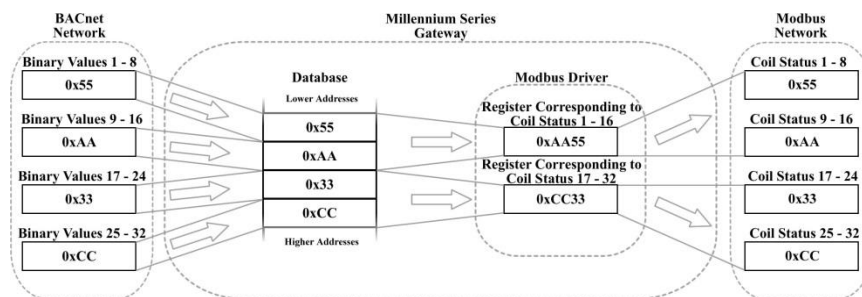 BACnet
Network
Binary Values 1 - 8
0x55
Binary Values 9 - 16
0xAA
Binary Values 17 - 24
0x33
Binary Values 25 - 32
0xCC
Millennium Series
Gateway
Database
Lower Addresses
0x55
0xAA
0x33
0xCC
Higher Addresses
Modbus Driver
Register Corresponding to
Coil Status 1 - 16
0xAA55
Register Corresponding to
Coil Status 17 - 32
0xCC33
Modbus
Network
Coil Status 1 - 8
0x55
Coil Status 9 - 16
0xAA
Coil Status 17 - 24
0x33
Coil Status 25 - 32
0xCC